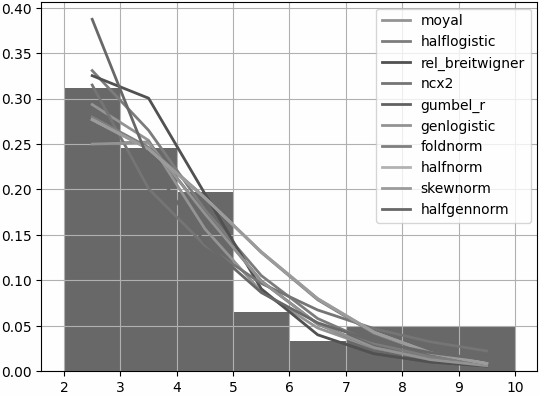 0.40
0.35
0.30
0.25
0.20
0.15
0.10
0.05
0.00
2 3 4 5 6 7 8 9 10
moyal
halflogistic
rel_breitwigner
ncx2
gumbel_r
genlogistic
foldnorm
halfnorm
skewnorm
halfgennorm